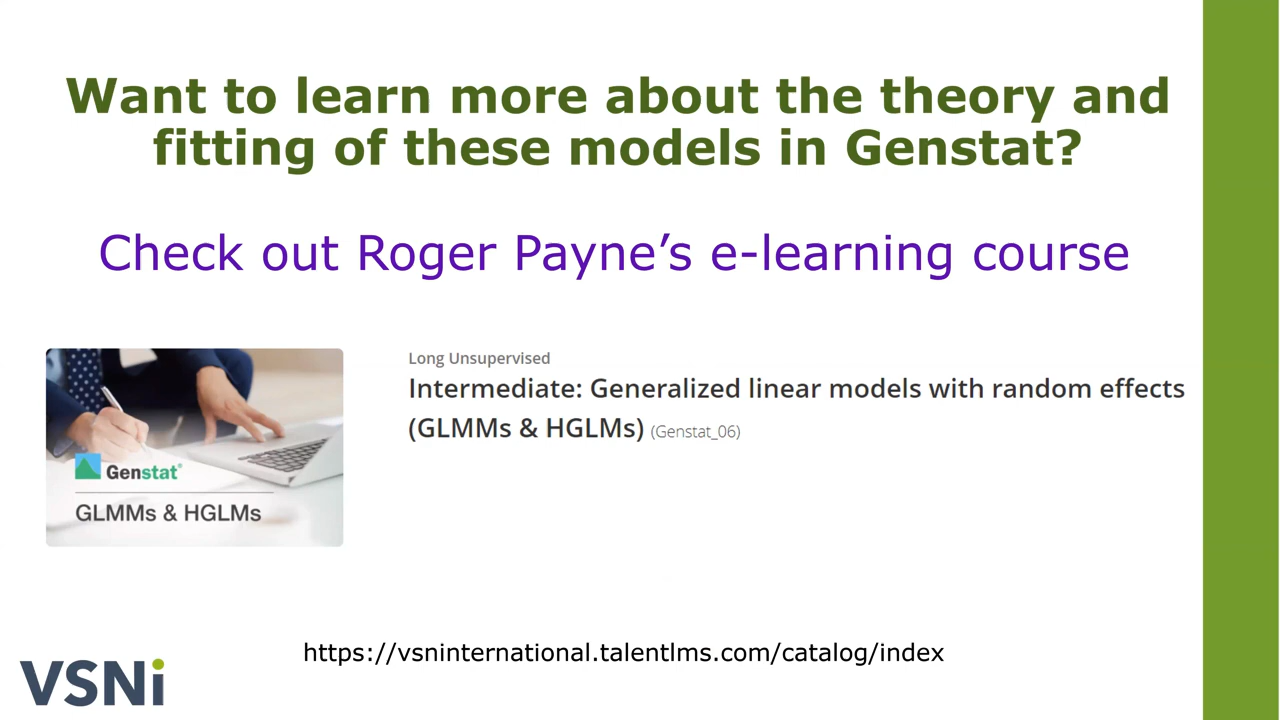 Want to learn more about the theory and
fitting of these models in Genstat?
Check out Roger Payne’s e-learning course
Long Unsupervised
Intermediate: Generalized linear models with random effects
(GLMMs & HGLMs) (Genstat_06)
Genstat®
GLMMs & HGLMs
https://vsninternational.talentlms.com/catalog/index
VSNi